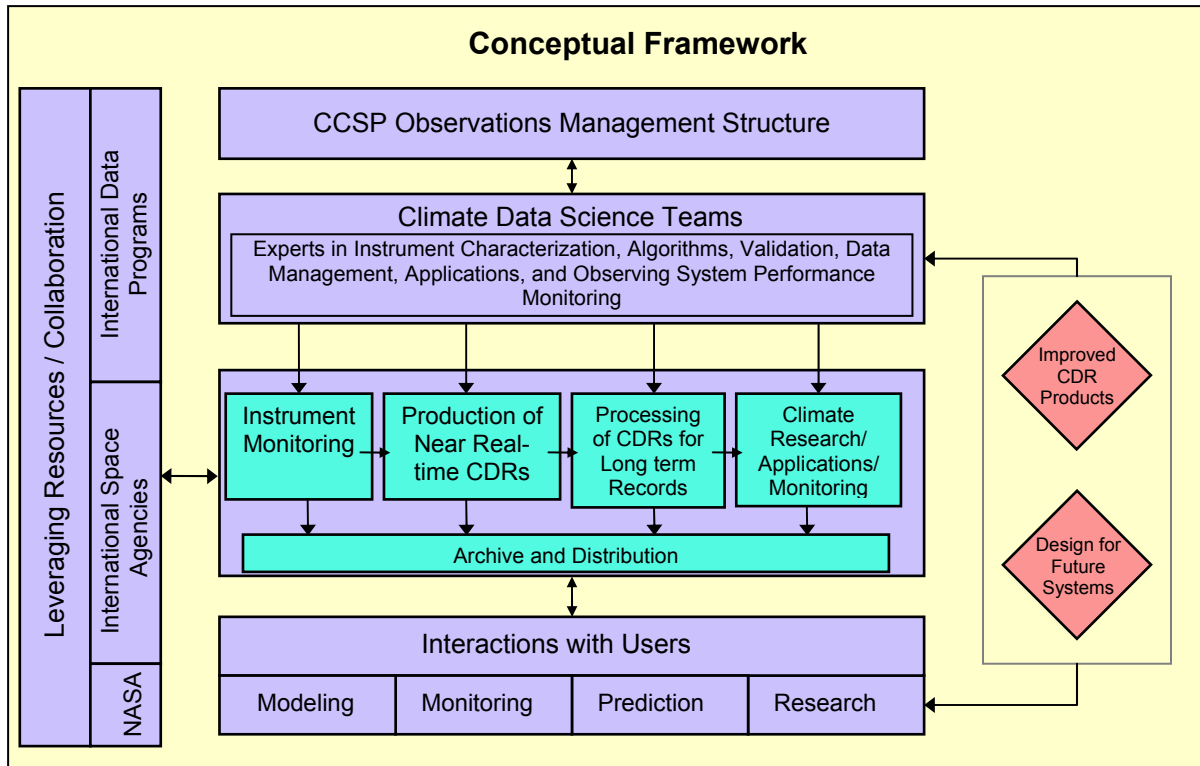 Conceptual Framework
Leveraging Resources / Collaboration
International Data
Programs
International Space
Agencies
NASA
CCSP Observations Management Structure
Climate Data Science Teams
Experts in Instrument Characterization, Algorithms, Validation, Data
Management, Applications, and Observing System Performance
Monitoring
Instrument
Monitoring
Production of
Near Real-
time CDRs
Processing
of CDRs for
Long term
Records
Climate
Research/
Applications/
Monitoring
Archive and Distribution
Interactions with Users
Modeling
Monitoring
Prediction
Research
Improved
CDR
Products
Design for
Future
Systems